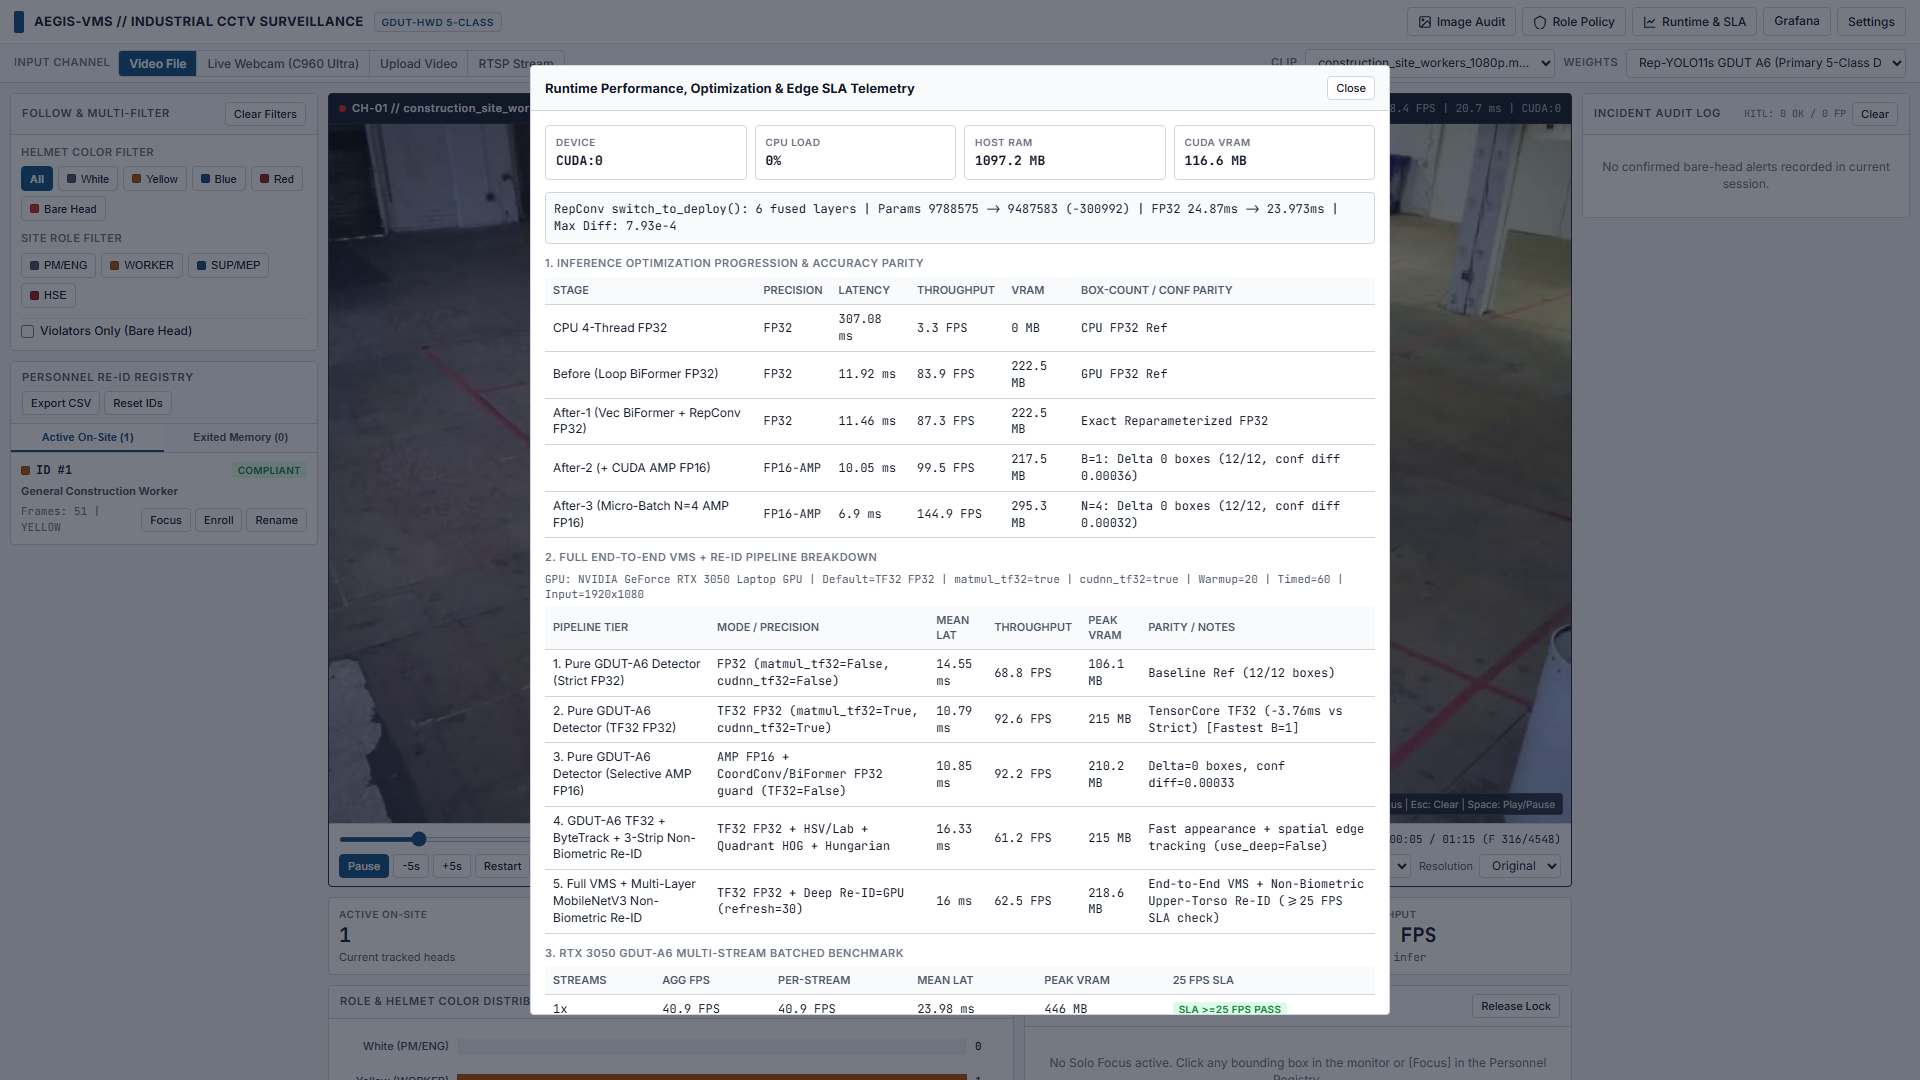 AEGIS-VMS // INDUSTRIAL CCTV SURVEILLANCE
GDUT-HWD 5-CLASS
Image Audit
Role Policy
Runtime & SLA
Grafana
Settings
INPUT CHANNEL
Video File
Live Webcam (C960 Ultra)
Upload Video
RTSP Stream
CLIP
construction_site_workers_1080p.m...
WEIGHTS
Rep-YOLO11s GDUT A6 (Primary 5-Class D
FOLLOW & MULTI-FILTER
Clear Filters
HELMET COLOR FILTER
All
White
Yellow
Blue
Red
Bare Head
SITE ROLE FILTER
PM/ENG
WORKER
SUP/MEP
HSE
Violators Only (Bare Head)
PERSONNEL RE-ID REGISTRY
Export CSV
Reset IDs
Active On-Site (1)
Exited Memory (0)
ID #1
COMPLIANT
General Construction Worker
Frames: 51 |
YELLOW
Focus
Enroll
Rename
CH-01 // construction_site_wor
8.4 FPS | 20.7 ms | CUDA:0
us | Esc: Clear | Space: Play/Pause
00:05 / 01:15 (F 316/4548)
Pause
-5s
+5s
Restart
Resolution
Original
ACTIVE ON-SITE
1
Current tracked heads
FPS
infer
ROLE & HELMET COLOR DISTRIB
White (PM/ENG)
0
Release Lock
No Solo Focus active. Click any bounding box in the monitor or [Focus] in the Personnel
Registry.
INCIDENT AUDIT LOG
HITL: 0 OK / 0 FP
Clear
No confirmed bare-head alerts recorded in current
session.
Runtime Performance, Optimization & Edge SLA Telemetry
Close
DEVICE
CUDA:0
CPU LOAD
0%
HOST RAM
1097.2 MB
CUDA VRAM
116.6 MB
RepConv switch_to_deploy(): 6 fused layers | Params 9788575 → 9487583 (-300992) | FP32 24.87ms → 23.973ms |
Max Diff: 7.93e-4
1. INFERENCE OPTIMIZATION PROGRESSION & ACCURACY PARITY
STAGE PRECISION LATENCY THROUGHPUT VRAM BOX-COUNT / CONF PARITY
CPU 4-Thread FP32 FP32 307.08 ms 3.3 FPS 0 MB CPU FP32 Ref
Before (Loop BiFormer FP32) FP32 11.92 ms 83.9 FPS 222.5 MB GPU FP32 Ref
After-1 (Vec BiFormer + RepConv FP32) FP32 11.46 ms 87.3 FPS 222.5 MB Exact Reparameterized FP32
After-2 (+ CUDA AMP FP16) FP16-AMP 10.05 ms 99.5 FPS 217.5 MB B=1: Delta 0 boxes (12/12, conf diff 0.00036)
After-3 (Micro-Batch N=4 AMP FP16) FP16-AMP 6.9 ms 144.9 FPS 295.3 MB N=4: Delta 0 boxes (12/12, conf diff 0.00032)
2. FULL END-TO-END VMS + RE-ID PIPELINE BREAKDOWN
GPU: NVIDIA GeForce RTX 3050 Laptop GPU | Default=TF32 FP32 | matmul_tf32=true | cudnn_tf32=true | Warmup=20 | Timed=60 |
Input=1920x1080
PIPELINE TIER MODE / PRECISION MEAN LAT THROUGHPUT PEAK VRAM PARITY / NOTES
1. Pure GDUT-A6 Detector (Strict FP32) FP32 (matmul_tf32=False, cudnn_tf32=False) 14.55 ms 68.8 FPS 106.1 MB Baseline Ref (12/12 boxes)
2. Pure GDUT-A6 Detector (TF32 FP32) TF32 FP32 (matmul_tf32=True, cudnn_tf32=True) 10.79 ms 92.6 FPS 215 MB TensorCore TF32 (-3.76ms vs Strict) [Fastest B=1]
3. Pure GDUT-A6 Detector (Selective AMP FP16) AMP FP16 + CoordConv/BiFormer FP32 guard (TF32=False) 10.85 ms 92.2 FPS 210.2 MB Delta=0 boxes, conf diff=0.00033
4. GDUT-A6 TF32 + ByteTrack + 3-Strip Non-Biometric Re-ID TF32 FP32 + HSV/Lab + Quadrant HOG + Hungarian 16.33 ms 61.2 FPS 215 MB Fast appearance + spatial edge tracking (use_deep=False)
5. Full VMS + Multi-Layer MobileNetV3 Non-Biometric Re-ID TF32 FP32 + Deep Re-ID=GPU (refresh=30) 16 ms 62.5 FPS 218.6 MB End-to-End VMS + Non-Biometric Upper-Torso Re-ID (≥25 FPS SLA check)
3. RTX 3050 GDUT-A6 MULTI-STREAM BATCHED BENCHMARK
STREAMS AGG FPS PER-STREAM MEAN LAT PEAK VRAM 25 FPS SLA
1x 40.9 FPS 40.9 FPS 23.98 ms 446 MB SLA >=25 FPS PASS